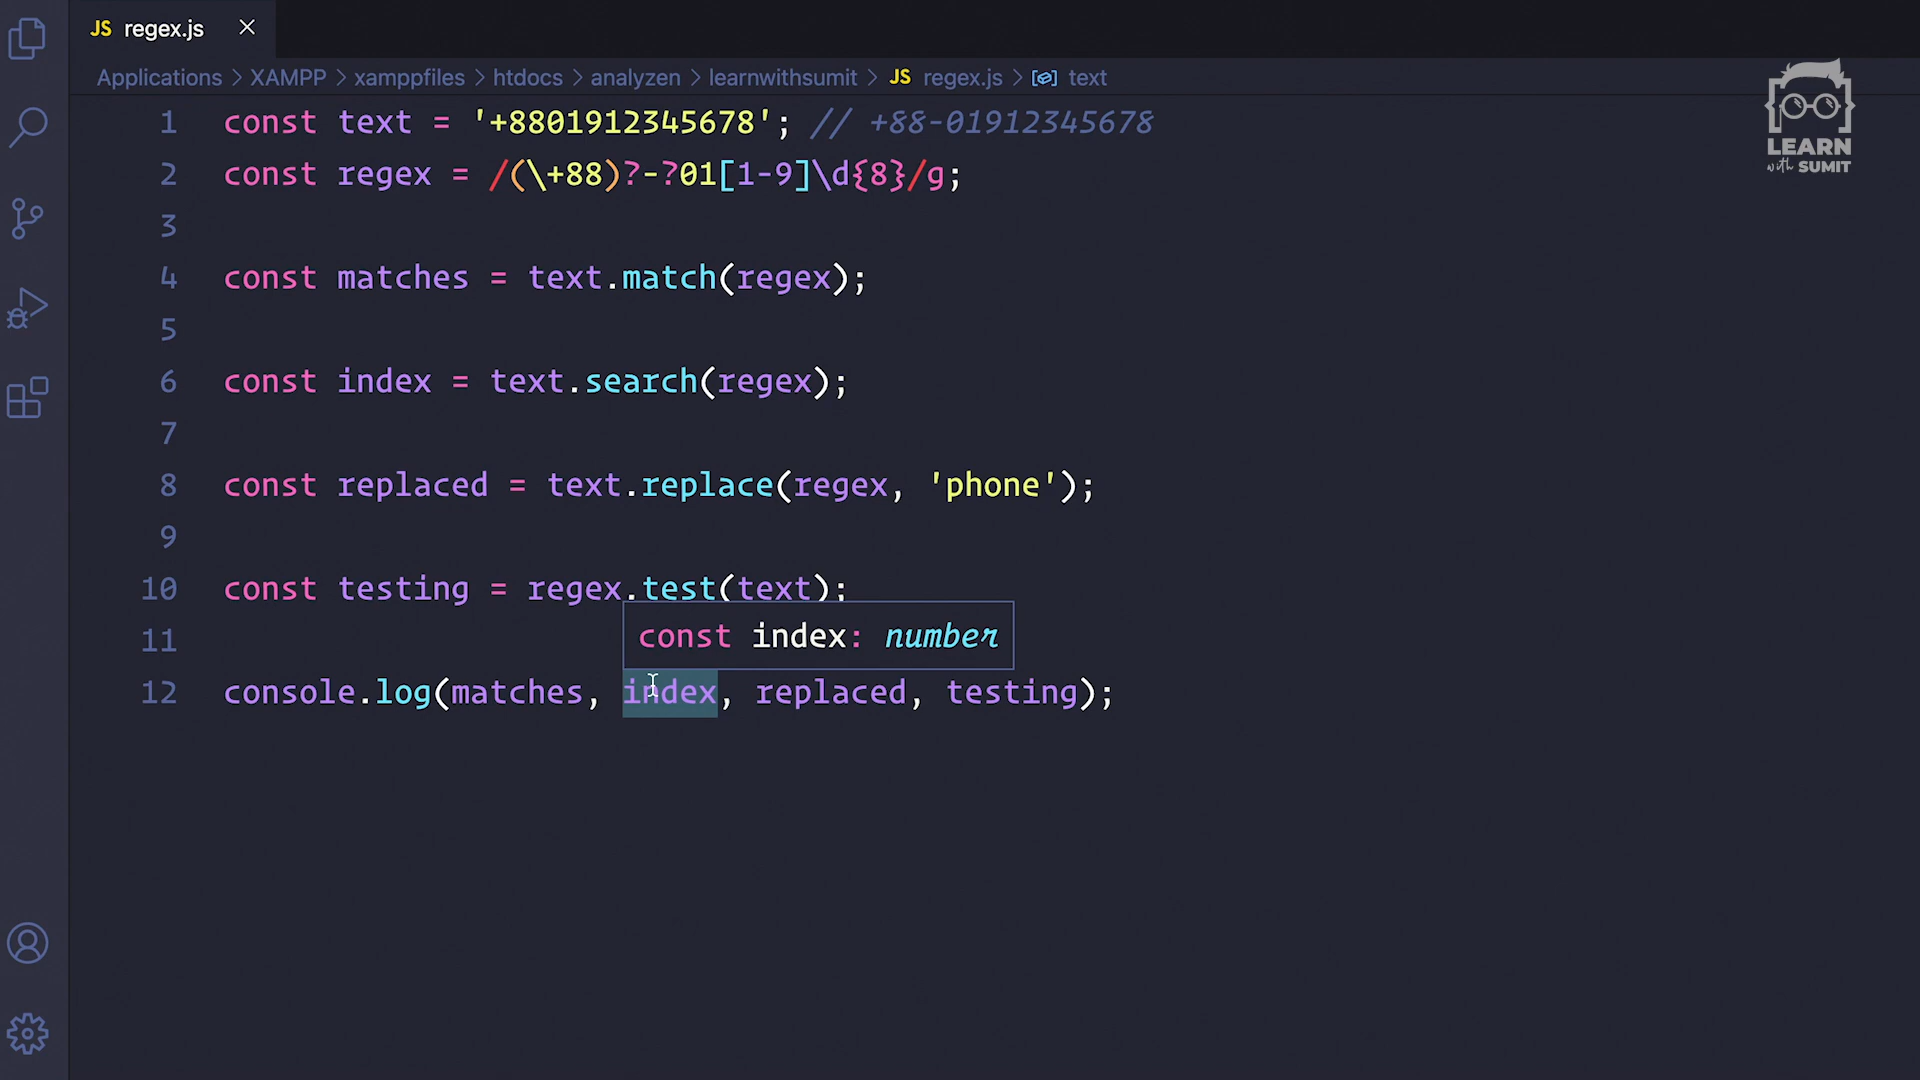 JS regex.js
Applications > XAMPP > xamppfiles > htdocs > analyzen > learnwithsumit > JS regex.js > text
LEARN
with SUMIT
1 const text = '+8801912345678'; // +88-01912345678
2 const regex = /(\+88)?-?01[1-9]\d{8}/g;
3
4 const matches = text.match(regex);
5
6 const index = text.search(regex);
7
8 const replaced = text.replace(regex, 'phone');
9
10 const testing = regex.test(text);
11
const index: number
12 console.log(matches, index, replaced, testing);